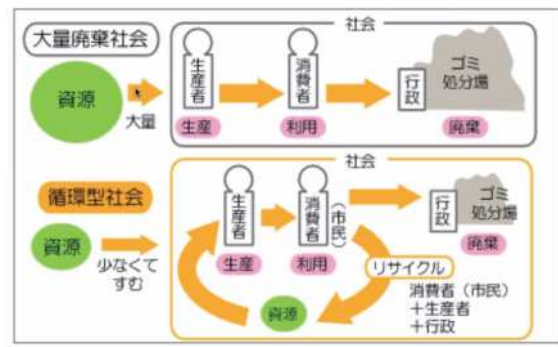 社会
大量廃棄社会
資源
大量
生産者
生産
消費者
利用
行政
ゴミ
処分場
廃棄
社会
循環型社会
資源
少なくて
すむ
生産者
生産
消費者
（市民）
利用
行政
ゴミ
処分場
廃棄
リサイクル
消費者（市民）
＋生産者
＋行政
資源